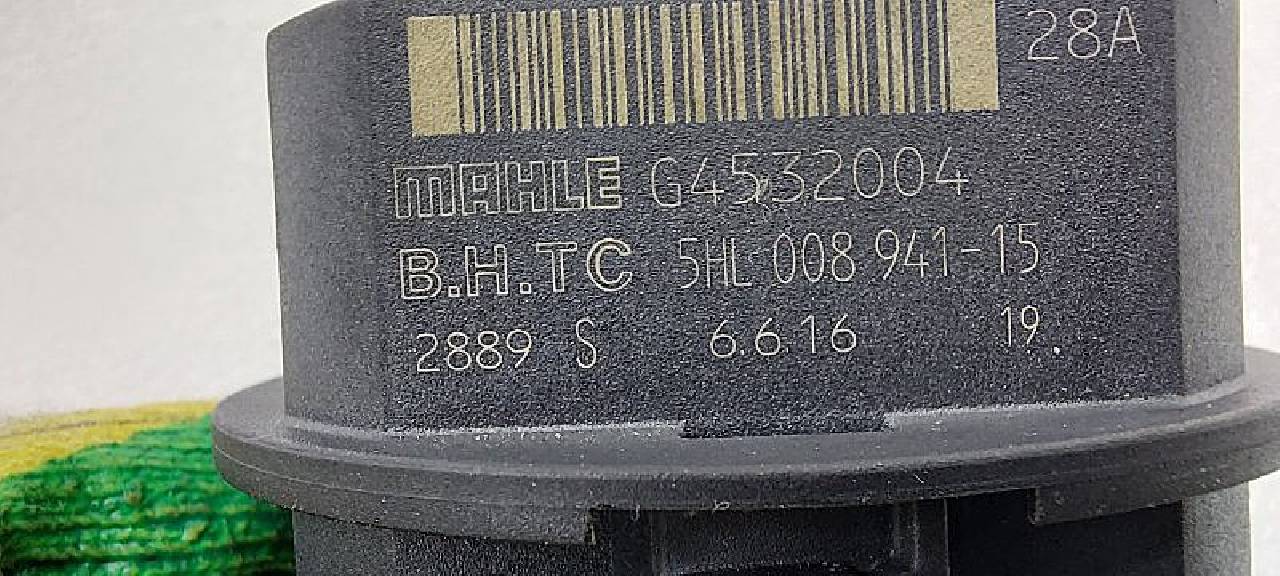 28A
MAHLE G4532004
B.H.TC 5HL 008 941-15
2889 S 6.6.16 19